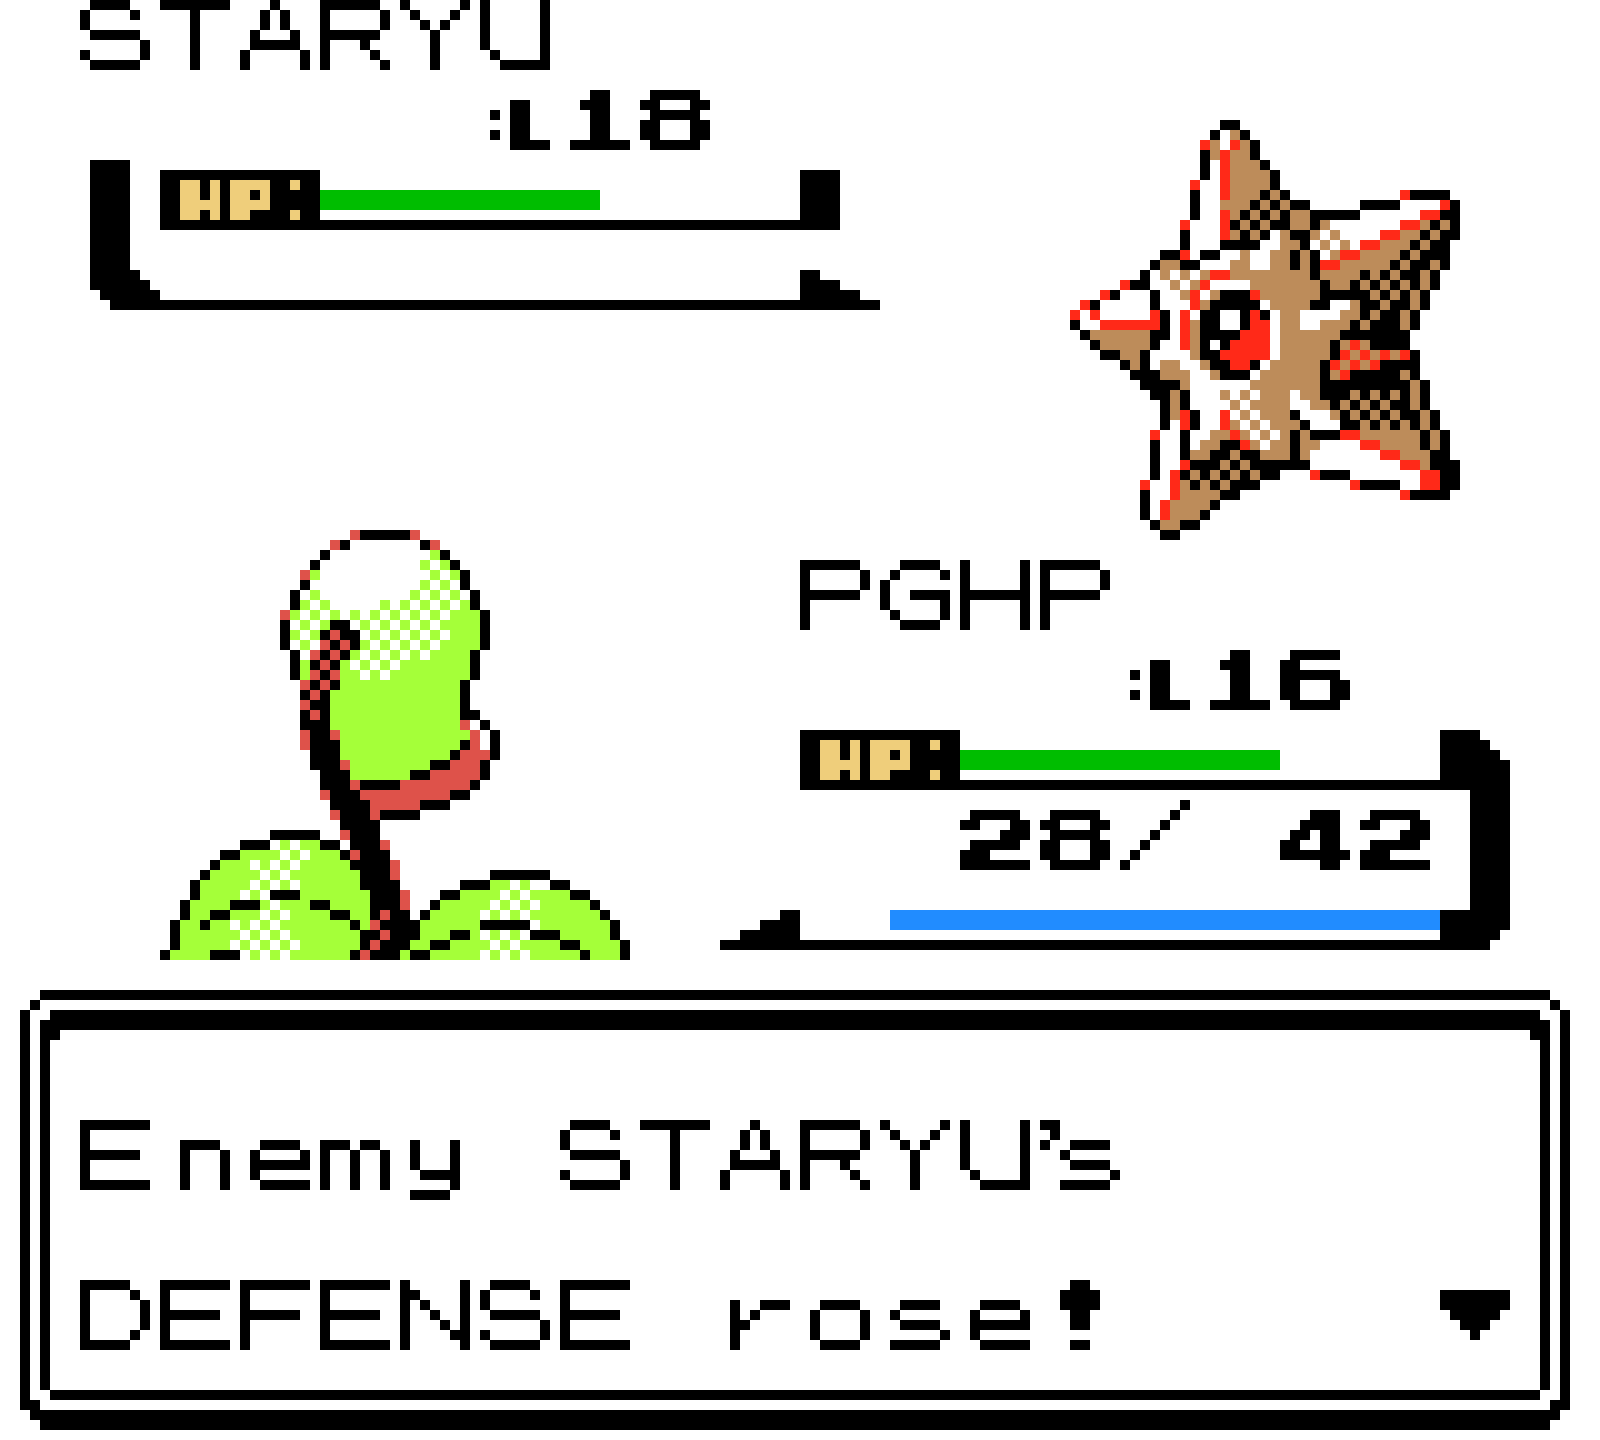 STARYU
:L18
HP:
PGHP
:L16
HP:
28/ 42
Enemy STARYU's
DEFENSE rose!